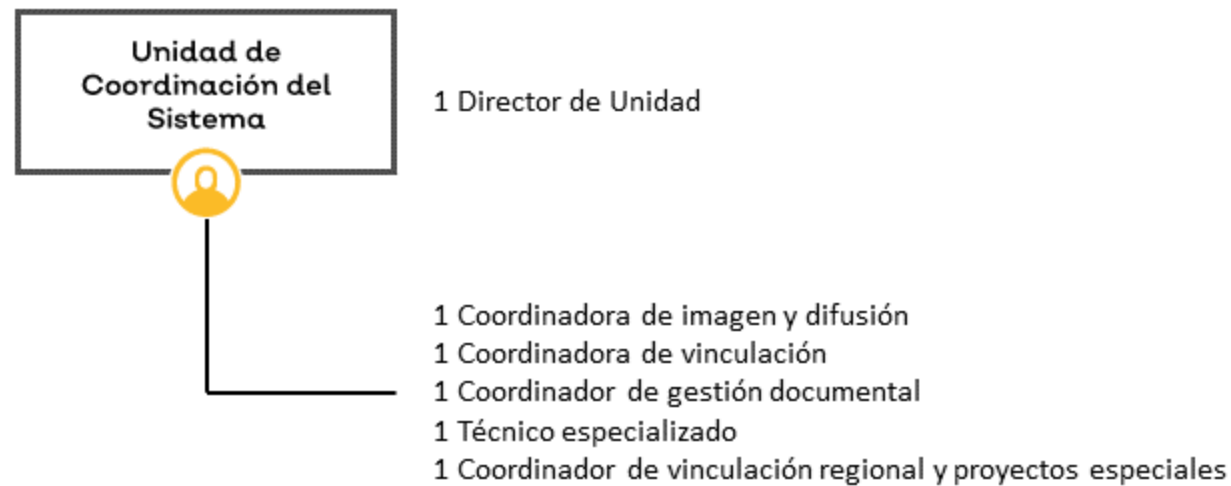 Unidad de
Coordinación del
Sistema
1 Director de Unidad
1 Coordinadora de imagen y difusión
1 Coordinadora de vinculación
1 Coordinador de gestión documental
1 Técnico especializado
1 Coordinador de vinculación regional y proyectos especiales